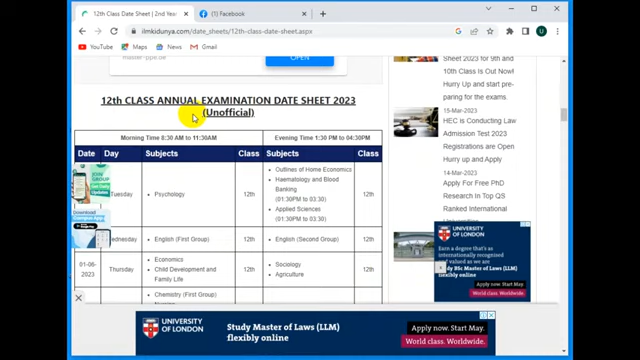 12th Class Date Sheet | 2nd Year
(1) Facebook
ilmkidunya.com/date_sheets/12th-class-date-sheet.aspx
YouTube
Maps
News
Gmail
OPEN
12th CLASS ANNUAL EXAMINATION DATE SHEET 2023
(Unofficial)
Morning Time 8:30 AM to 11:30AM
Evening Time 1:30 PM to 04:30PM
Date
Day
Subjects
Class
Subjects
Class
Tuesday
Psychology
12th
Outlines of Home Economics
Haematology and Blood
Banking
(01:30PM to 03:30)
Applied Sciences
(01:30PM to 03:30)
12th
Wednesday
English (First Group)
12th
English (Second Group)
12th
01-06-
2023
Thursday
Economics
Child Development and
Family Life
12th
Sociology
Agriculture
12th
Chemistry (First Group)
JOIN
GROUP
Download
Sheet 2023 for 9th and
10th Class is Out Now!
Hurry Up and start pre-
paring for the exams.
15-Mar-2023
HEC is Conducting Law
Admission Test 2023
Registrations are Open
Hurry Up and Apply
14-Mar-2023
Apply For Free PhD
Research In Top QS
Ranked International
Universities
UNIVERSITY
OF LONDON
Earn a degree that's as
internationally recognised
Study BSc Master of Laws (LLM)
flexibly online
Apply now. Start May.
World class. Worldwide.
UNIVERSITY
OF LONDON
Study Master of Laws (LLM)
flexibly online
Apply now. Start May.
World class. Worldwide.